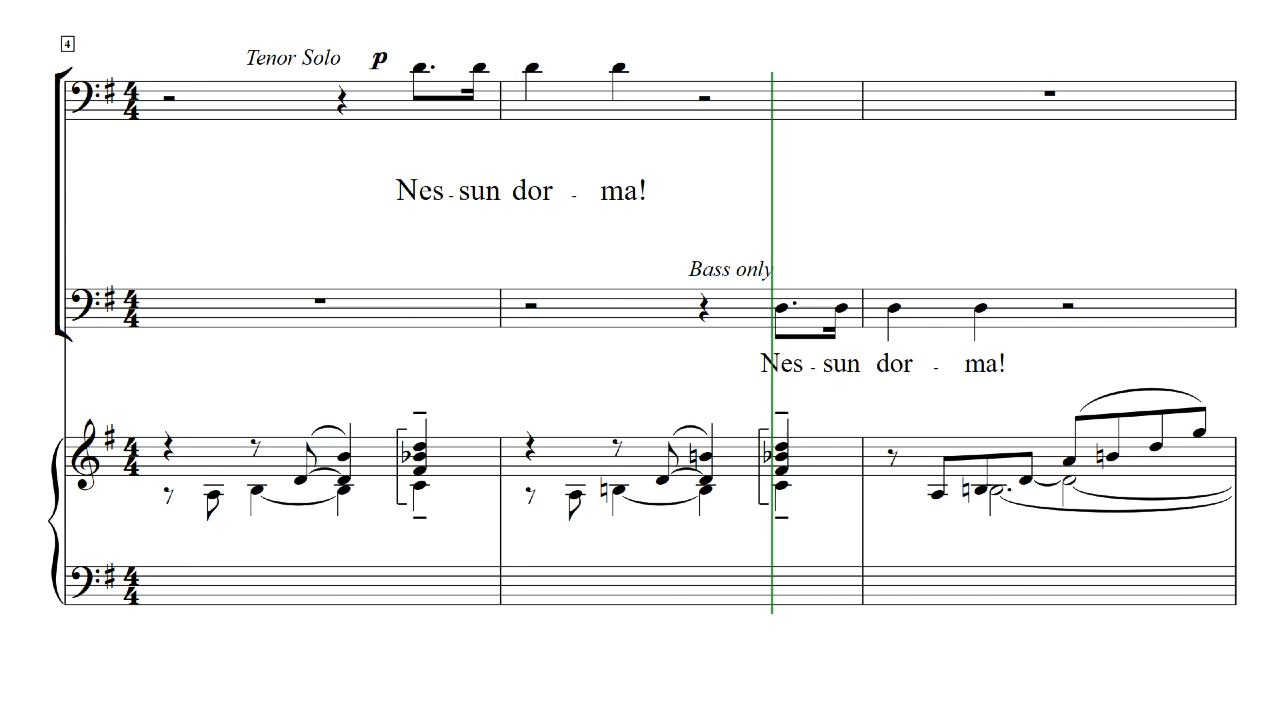 4
Tenor Solo p
Nes - sun dor - ma!
Bass only
Nes - sun dor - ma!